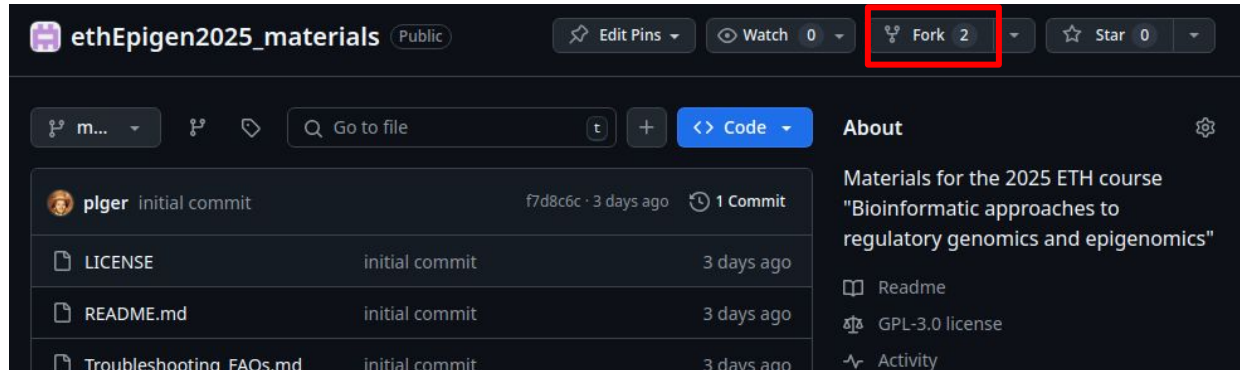 ethEpigen2025_materials Public Edit Pins Watch 0 Fork 2 Star 0
m... Go to file t + <> Code
plger initial commit f7d8c6c · 3 days ago 1 Commit
LICENSE initial commit 3 days ago
README.md initial commit 3 days ago
Troubleshooting_FAQs.md initial commit 3 days ago
About
Materials for the 2025 ETH course
"Bioinformatic approaches to
regulatory genomics and epigenomics"
Readme
GPL-3.0 license
Activity